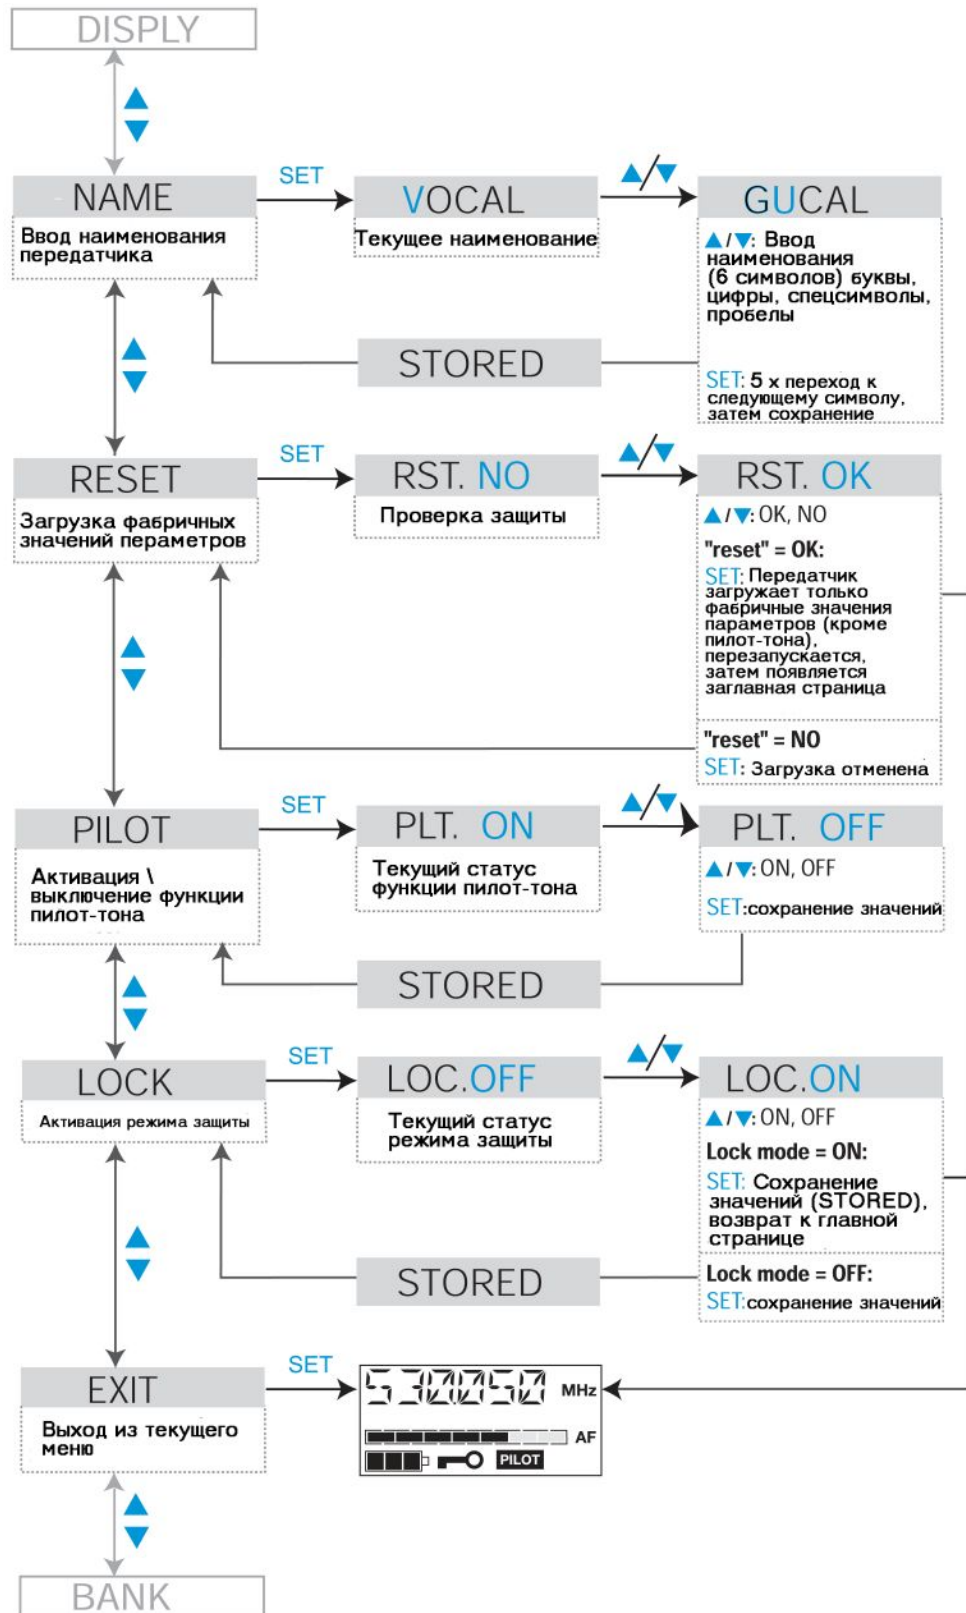 DISPLY
NAME
Ввод наименования
передатчика
SET
VOCAL
Текущее наименование
▲/▼
GUCAL
▲/▼: Ввод
наименования
(6 символов) буквы,
цифры, спецсимволы,
пробелы
SET: 5 х переход к
следующему символу,
затем сохранение
STORED
RESET
Загрузка фабричных
значений пераметров
SET
RST. NO
Проверка защиты
▲/▼
RST. OK
▲/▼: OK, NO
"reset" = OK:
SET: Передатчик
загружает только
фабричные значения
параметров (кроме
пилот-тона),
перезапускается,
затем появляется
заглавная страница
"reset" = NO
SET: Загрузка отменена
PILOT
Активация \
выключение функции
пилот-тона
SET
PLT. ON
Текущий статус
функции пилот-тона
▲/▼
PLT. OFF
▲/▼: ON, OFF
SET:сохранение значений
STORED
LOCK
Активация режима защиты
SET
LOC.OFF
Текущий статус
режима защиты
▲/▼
LOC.ON
▲/▼: ON, OFF
Lock mode = ON:
SET: Сохранение
значений (STORED),
возврат к главной
странице
Lock mode = OFF:
SET:сохранение значений
STORED
EXIT
Выход из текущего
меню
SET
530.050 MHz
AF
PILOT
BANK